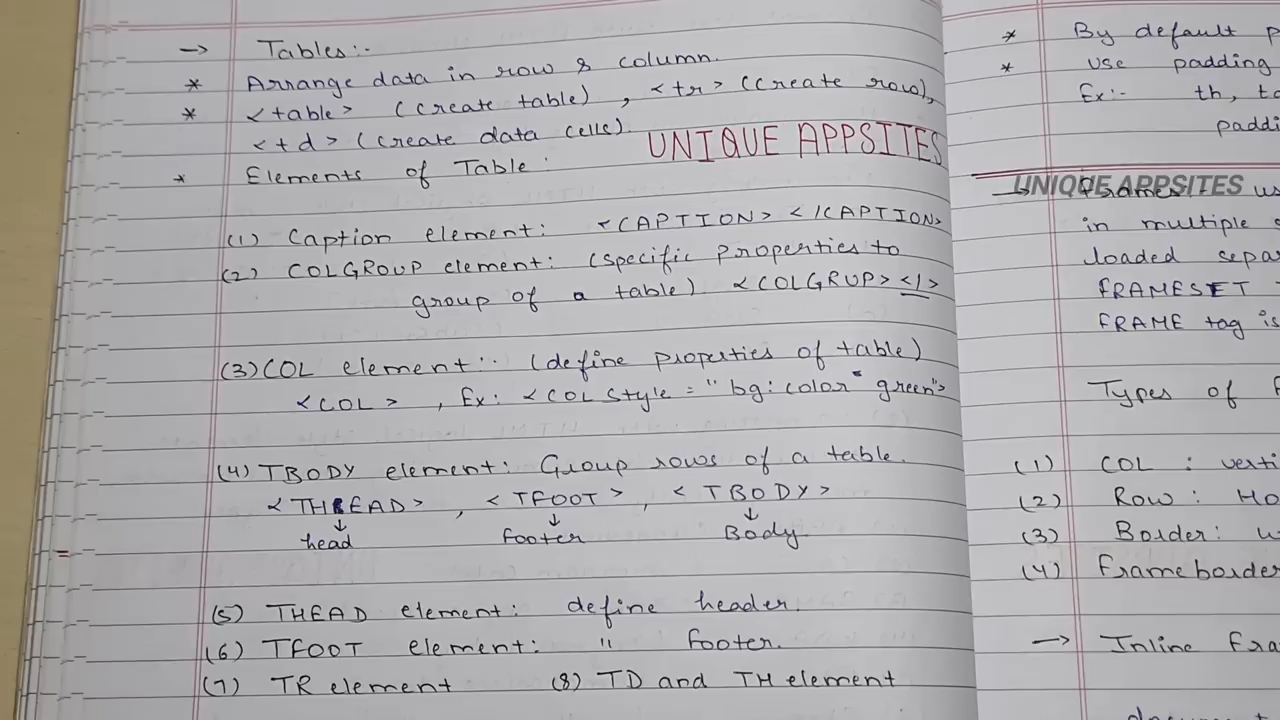 → Tables:-
* Arrange data in row & column.
* <table> (create table), <tr> (create row),
<td> (create data cells).
UNIQUE APPSITES
* Elements of Table:
(1) Caption element: <CAPTION> </CAPTION>
(2) COLGROUP element: (specific properties to
group of a table) <COLGRUP> </>
(3) COL element:- (define properties of table)
<COL>, Ex: <COL style = "bg:color" green">
(4) TBODY element: Group rows of a table.
<THEAD>, <TFOOT>, <TBODY>
↓ ↓ ↓
head footer Body
(5) THEAD element: define header.
(6) TFOOT element: " footer.
(7) TR element (8) TD and TH element
* By default p
* use padding
Ex:- th, td
paddi
UNIQUE APPSITES
→ Frames: us
in multiple s
loaded sepa
FRAMESET
FRAME tag is
Types of F
(1) COL : verti
(2) Row : Ho
(3) Border : w
(4) Frameborder
→ Inline Fra